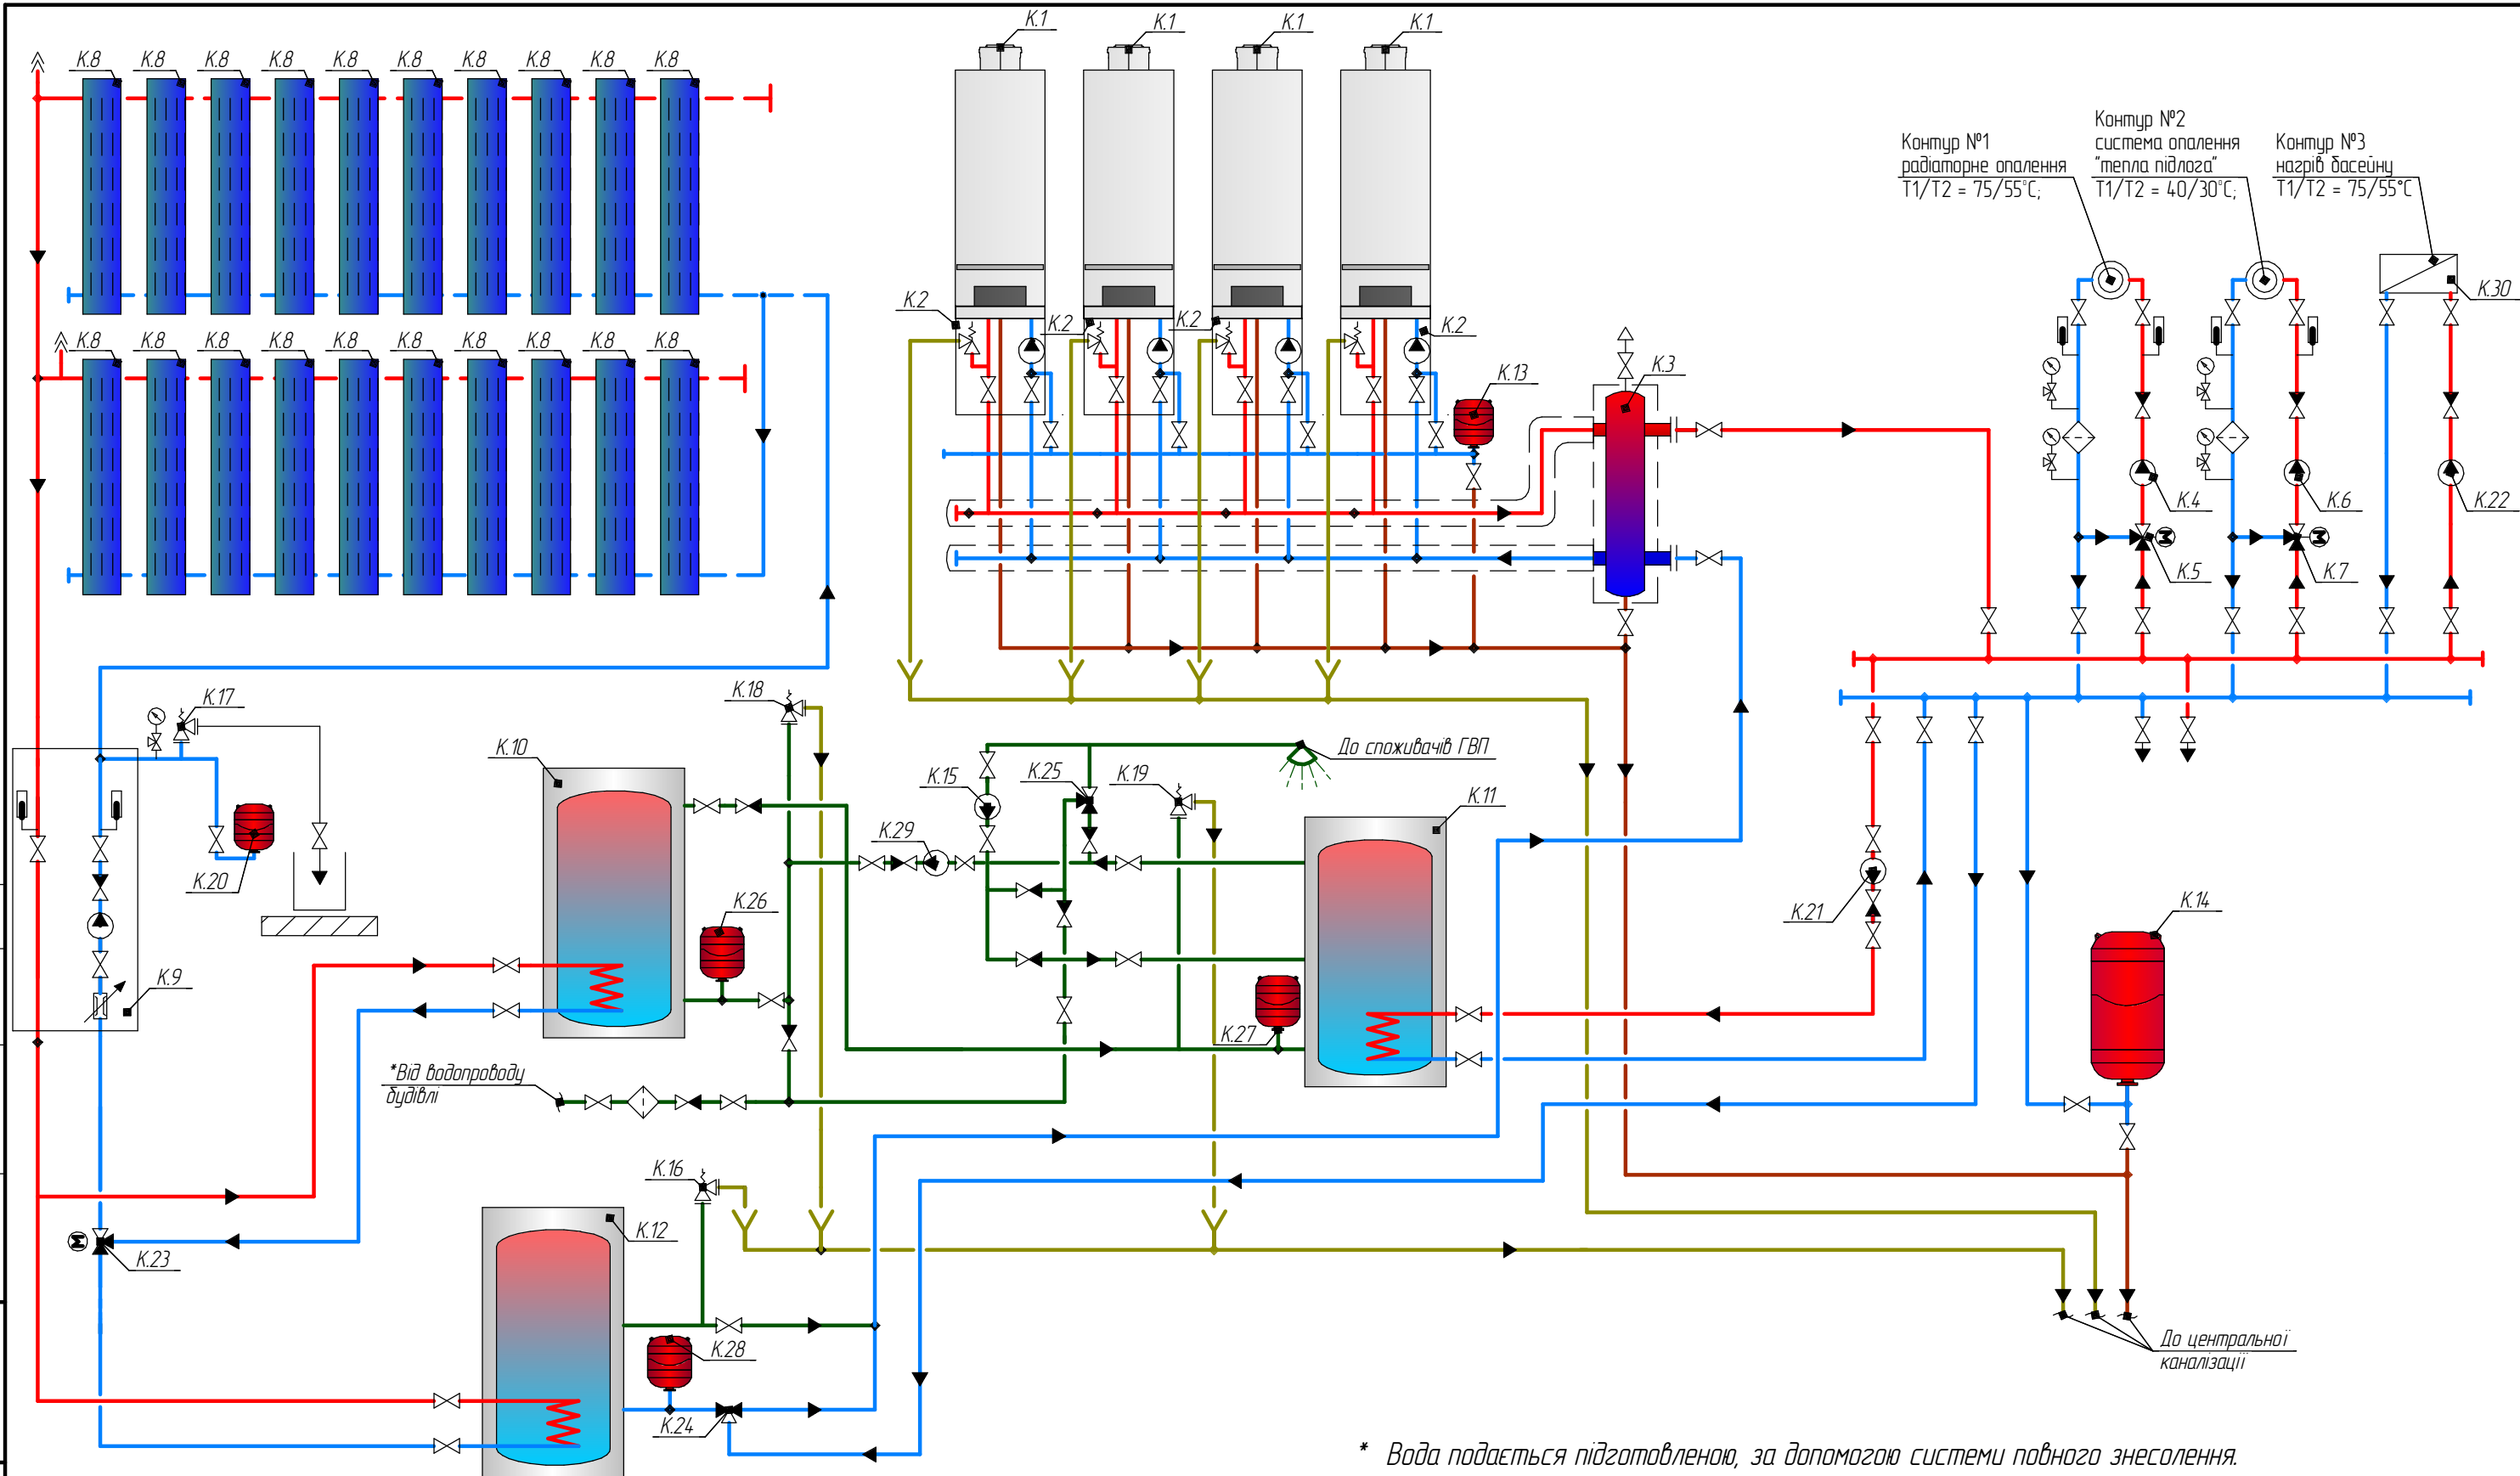 К.1 К.1 К.1 К.1
К.8 К.8 К.8 К.8 К.8 К.8 К.8 К.8 К.8 К.8
Контур №1
радіаторне опалення
Т1/Т2 = 75/55°С;
Контур №2
система опалення
"тепла підлога"
Т1/Т2 = 40/30°С;
Контур №3
нагрів басейну
Т1/Т2 = 75/55°С
К.30
К.2 К.2 К.2 К.2
К.8 К.8 К.8 К.8 К.8 К.8 К.8 К.8 К.8 К.8
К.13
К.3
К.4
К.6
К.22
М
М
К.5
К.7
К.17
К.18
К.10
К.15
К.25
К.19
До споживачів ГВП
К.11
К.29
К.20
К.26
К.21
К.14
К.9
К.27
*Від водопроводу
будівлі
К.16
К.12
М
К.23
К.28
К.24
До центральної
каналізації
* Вода подається підготовленою, за допомогою системи повного знесолення.